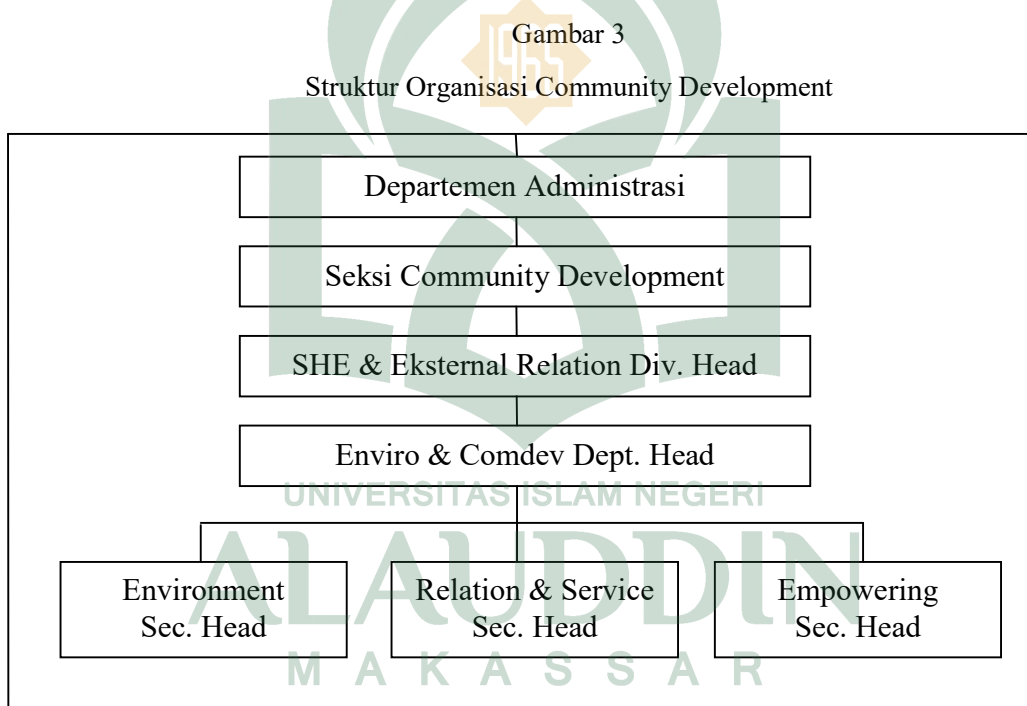 Gambar 3
1965
Struktur Organisasi Community Development
Departemen Administrasi
Seksi Community Development
SHE & Eksternal Relation Div. Head
Enviro & Comdev Dept. Head
UNIVERSITAS ISLAM NEGERI
ALAUDDIN
Environment
Sec. Head
Relation & Service
Sec. Head
Empowering
Sec. Head
MAKASSAR